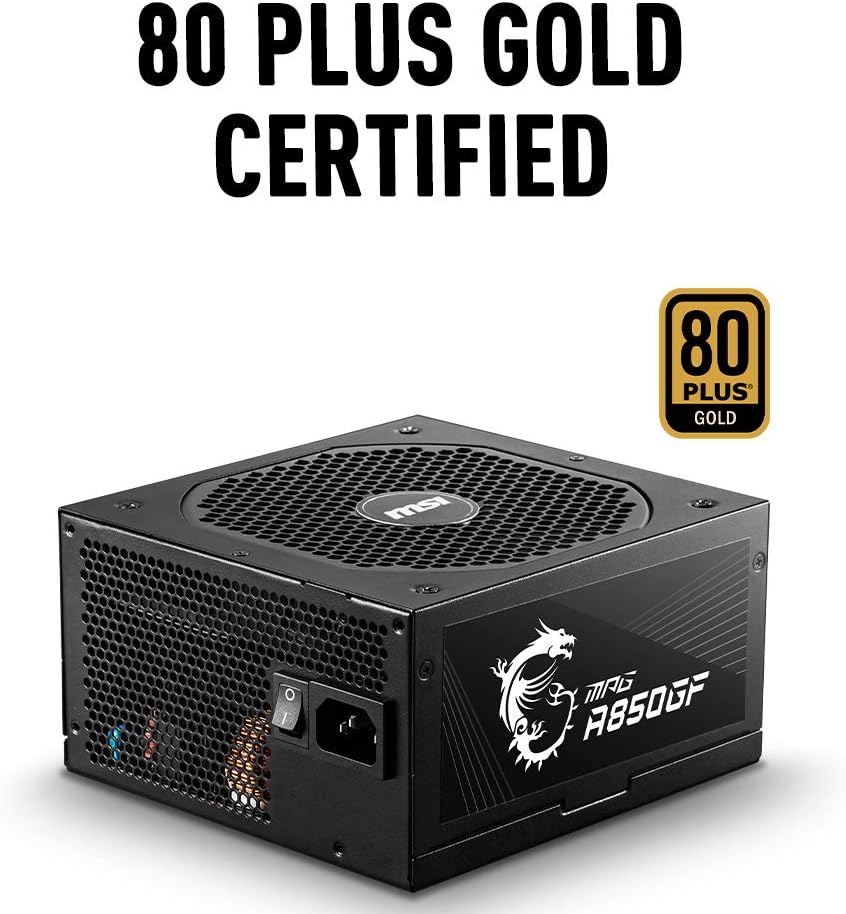 80 PLUS GOLD
CERTIFIED
80
PLUS®
GOLD
msi
MPG
A850GF
O
I